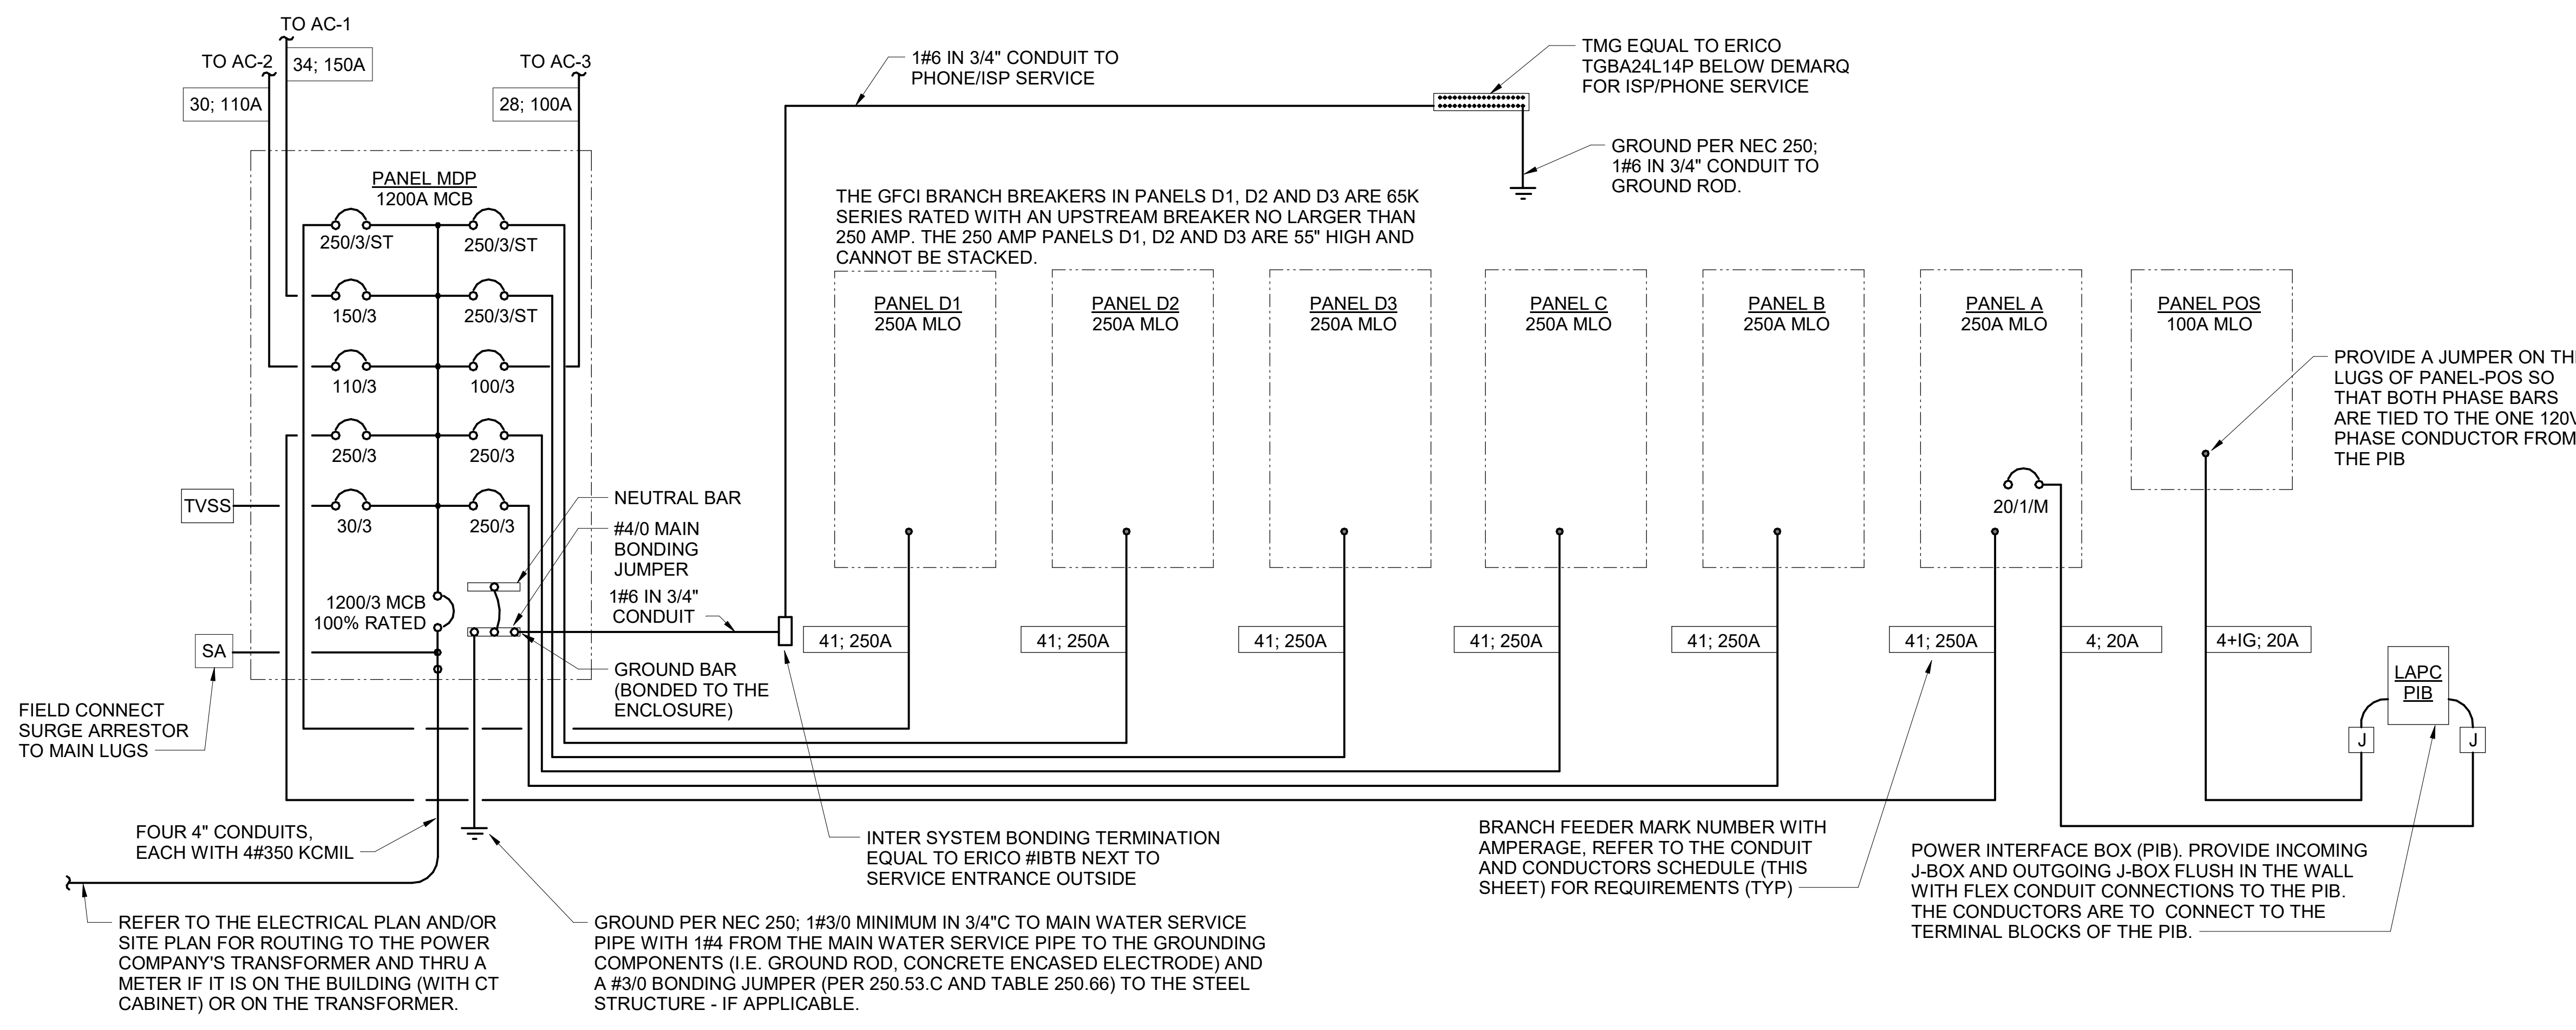 TO AC-1
TO AC-2
34; 150A
TO AC-3
30; 110A
28; 100A
PANEL MDP
1200A MCB
250/3/ST
250/3/ST
150/3
250/3/ST
110/3
100/3
250/3
250/3
TVSS
30/3
250/3
1200/3 MCB
100% RATED
SA
FIELD CONNECT
SURGE ARRESTOR
TO MAIN LUGS
NEUTRAL BAR
#4/0 MAIN
BONDING
JUMPER
1#6 IN 3/4"
CONDUIT
GROUND BAR
(BONDED TO THE
ENCLOSURE)
FOUR 4" CONDUITS,
EACH WITH 4#350 KCMIL
REFER TO THE ELECTRICAL PLAN AND/OR
SITE PLAN FOR ROUTING TO THE POWER
COMPANY'S TRANSFORMER AND THRU A
METER IF IT IS ON THE BUILDING (WITH CT
CABINET) OR ON THE TRANSFORMER.
GROUND PER NEC 250; 1#3/0 MINIMUM IN 3/4"C TO MAIN WATER SERVICE
PIPE WITH 1#4 FROM THE MAIN WATER SERVICE PIPE TO THE GROUNDING
COMPONENTS (I.E. GROUND ROD, CONCRETE ENCASED ELECTRODE) AND
A #3/0 BONDING JUMPER (PER 250.53.C AND TABLE 250.66) TO THE STEEL
STRUCTURE - IF APPLICABLE.
INTER SYSTEM BONDING TERMINATION
EQUAL TO ERICO #IBTB NEXT TO
SERVICE ENTRANCE OUTSIDE
1#6 IN 3/4" CONDUIT TO
PHONE/ISP SERVICE
TMG EQUAL TO ERICO
TGBA24L14P BELOW DEMARQ
FOR ISP/PHONE SERVICE
GROUND PER NEC 250;
1#6 IN 3/4" CONDUIT TO
GROUND ROD.
THE GFCI BRANCH BREAKERS IN PANELS D1, D2 AND D3 ARE 65K
SERIES RATED WITH AN UPSTREAM BREAKER NO LARGER THAN
250 AMP. THE 250 AMP PANELS D1, D2 AND D3 ARE 55" HIGH AND
CANNOT BE STACKED.
PANEL D1
250A MLO
PANEL D2
250A MLO
PANEL D3
250A MLO
PANEL C
250A MLO
PANEL B
250A MLO
PANEL A
250A MLO
PANEL POS
100A MLO
20/1/M
PROVIDE A JUMPER ON TH
LUGS OF PANEL-POS SO
THAT BOTH PHASE BARS
ARE TIED TO THE ONE 120V
PHASE CONDUCTOR FROM
THE PIB
41; 250A
41; 250A
41; 250A
41; 250A
41; 250A
41; 250A
4; 20A
4+IG; 20A
LAPC
PIB
J
J
BRANCH FEEDER MARK NUMBER WITH
AMPERAGE, REFER TO THE CONDUIT
AND CONDUCTORS SCHEDULE (THIS
SHEET) FOR REQUIREMENTS (TYP)
POWER INTERFACE BOX (PIB). PROVIDE INCOMING
J-BOX AND OUTGOING J-BOX FLUSH IN THE WALL
WITH FLEX CONDUIT CONNECTIONS TO THE PIB.
THE CONDUCTORS ARE TO CONNECT TO THE
TERMINAL BLOCKS OF THE PIB.